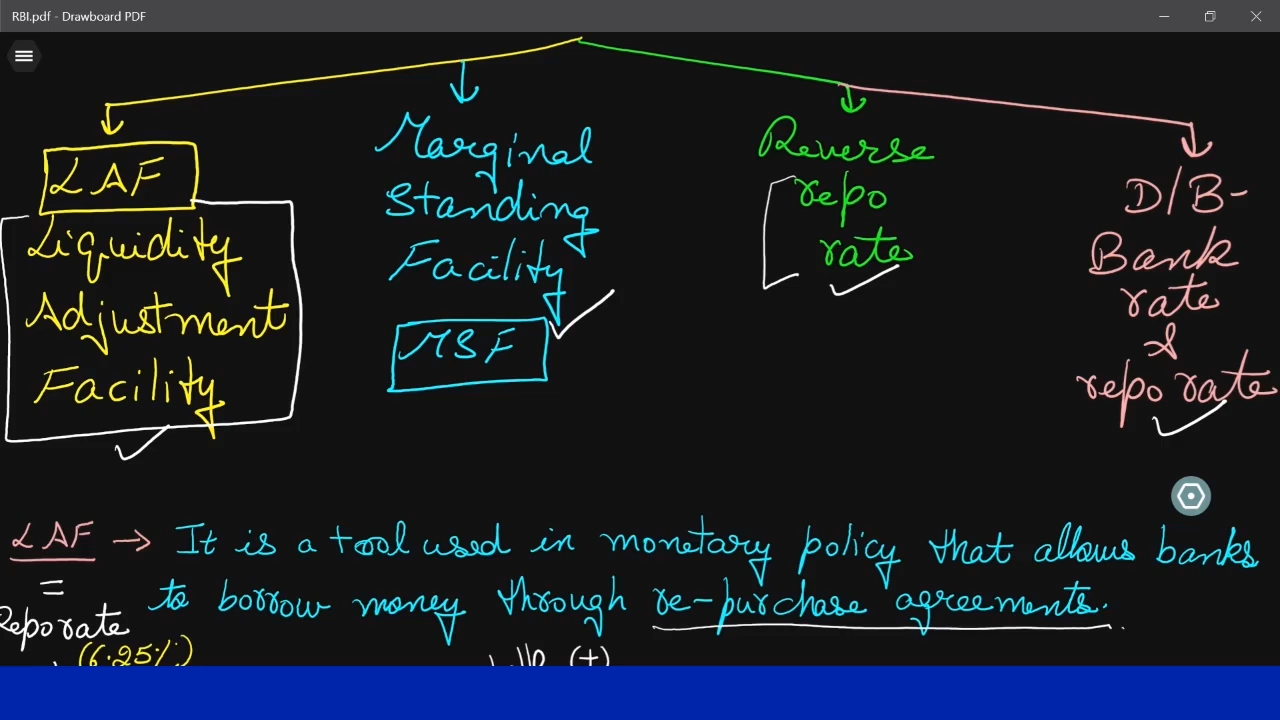 RBI.pdf - Drawboard PDF
LAF
Liquidity
Adjustment
Facility
Marginal
Standing
Facility
MSF
Reverse
repo
rate
D/B-
Bank
rate
&
repo rate
LAF → It is a tool used in monetary policy that allows banks
= to borrow money through re-purchase agreements.
Repo rate
(6.25%)
(+)